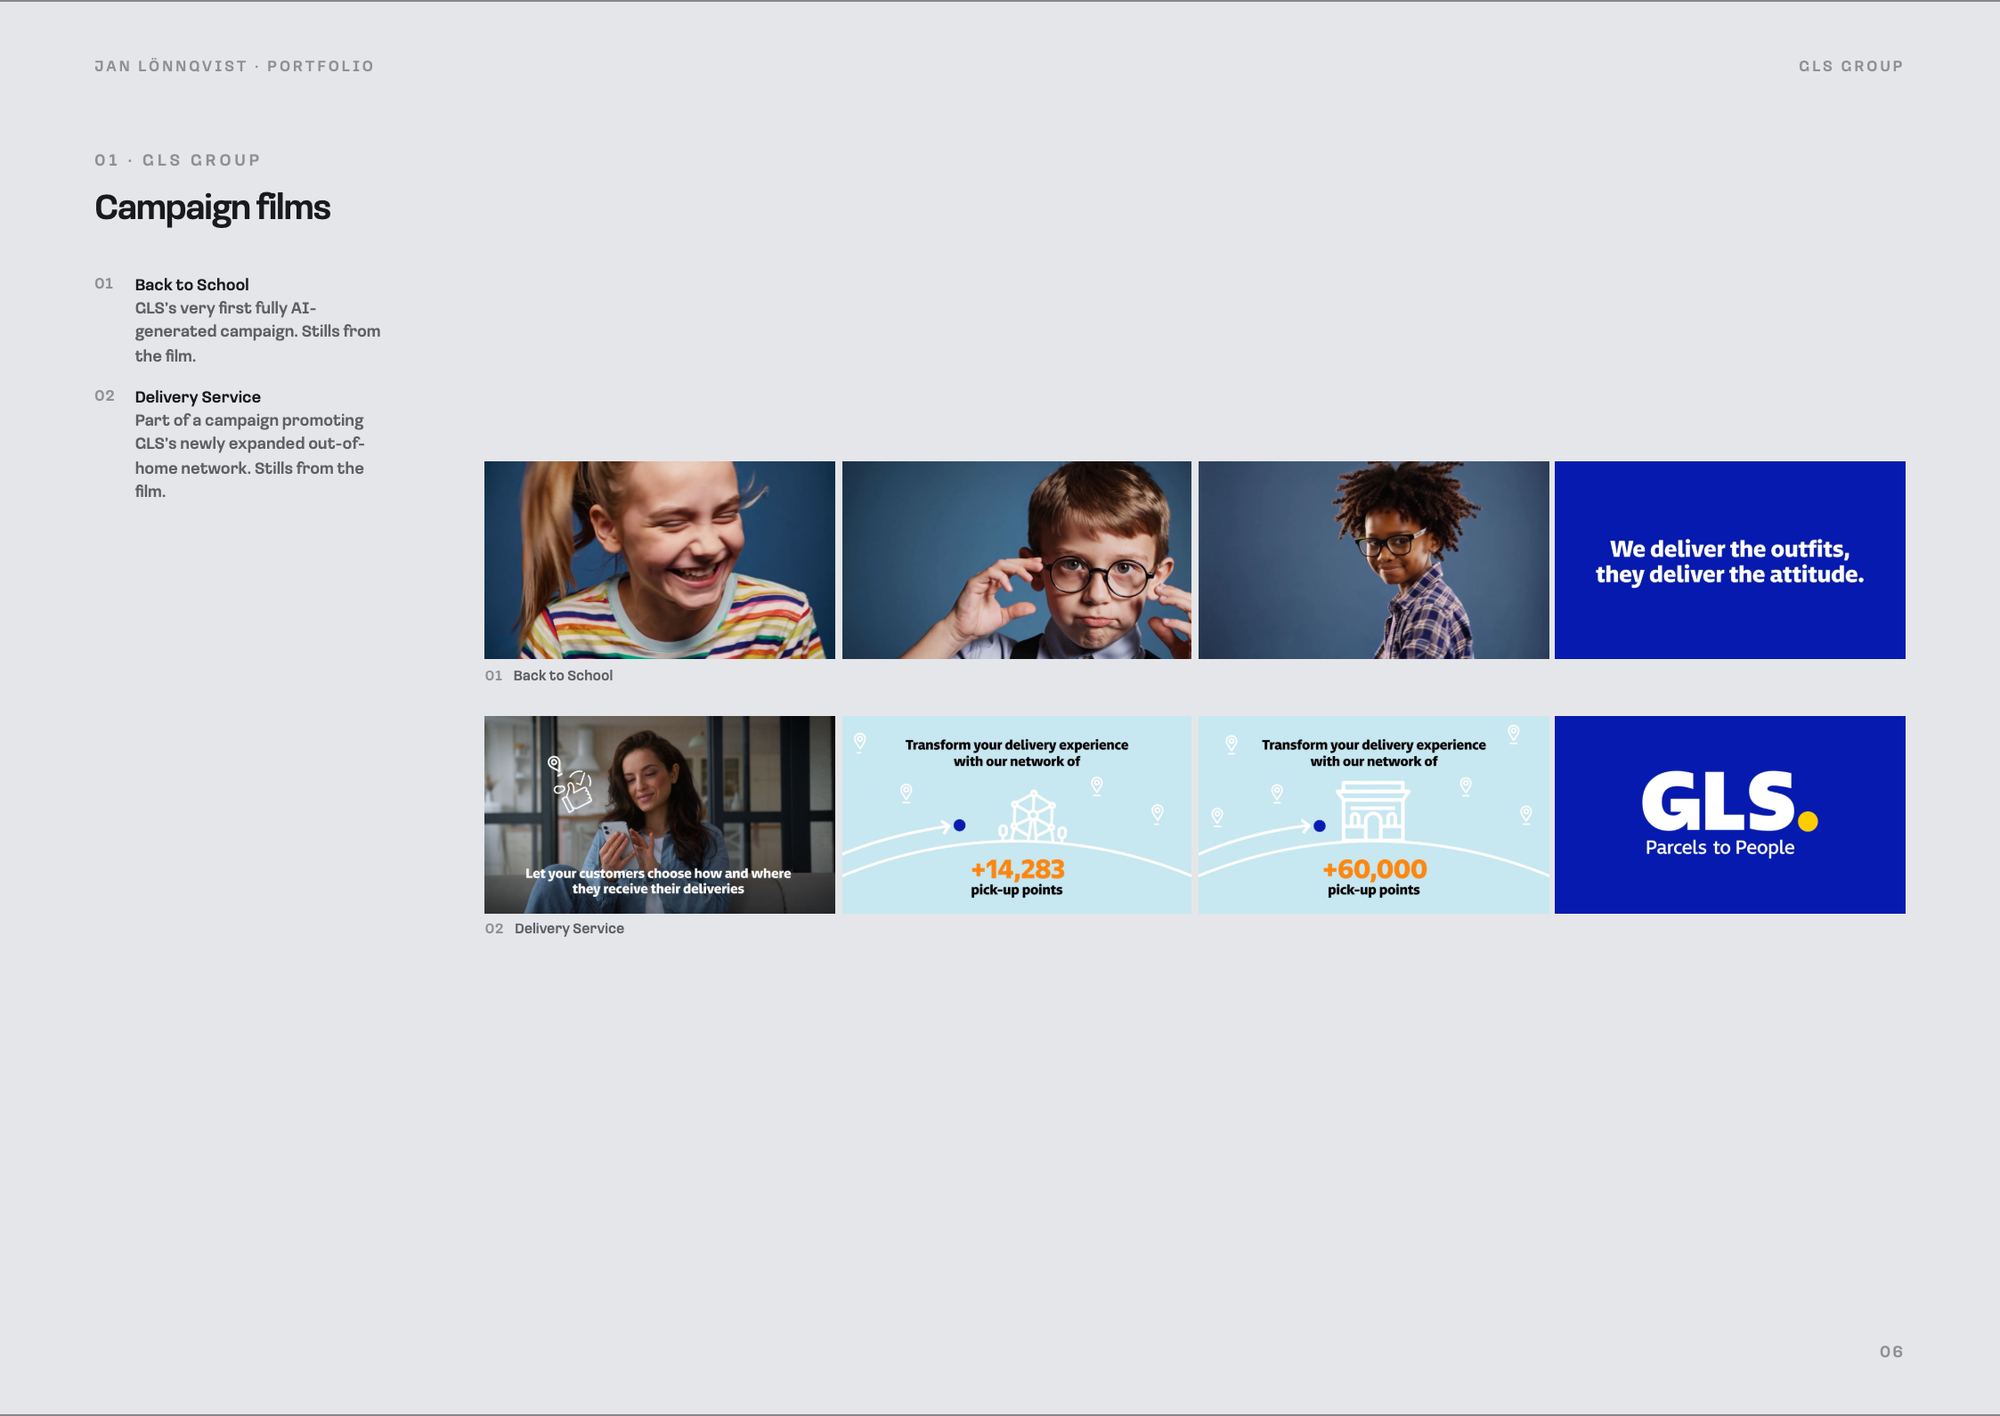 JAN LÖNNQVIST · PORTFOLIO
GLS GROUP
01 · GLS GROUP
Campaign films
01 Back to School
GLS's very first fully AI-
generated campaign. Stills from
the film.
02 Delivery Service
Part of a campaign promoting
GLS's newly expanded out-of-
home network. Stills from the
film.
We deliver the outfits,
they deliver the attitude.
01 Back to School
Let your customers choose how and where
they receive their deliveries
Transform your delivery experience
with our network of
+14,283
pick-up points
Transform your delivery experience
with our network of
+60,000
pick-up points
GLS.
Parcels to People
02 Delivery Service
06